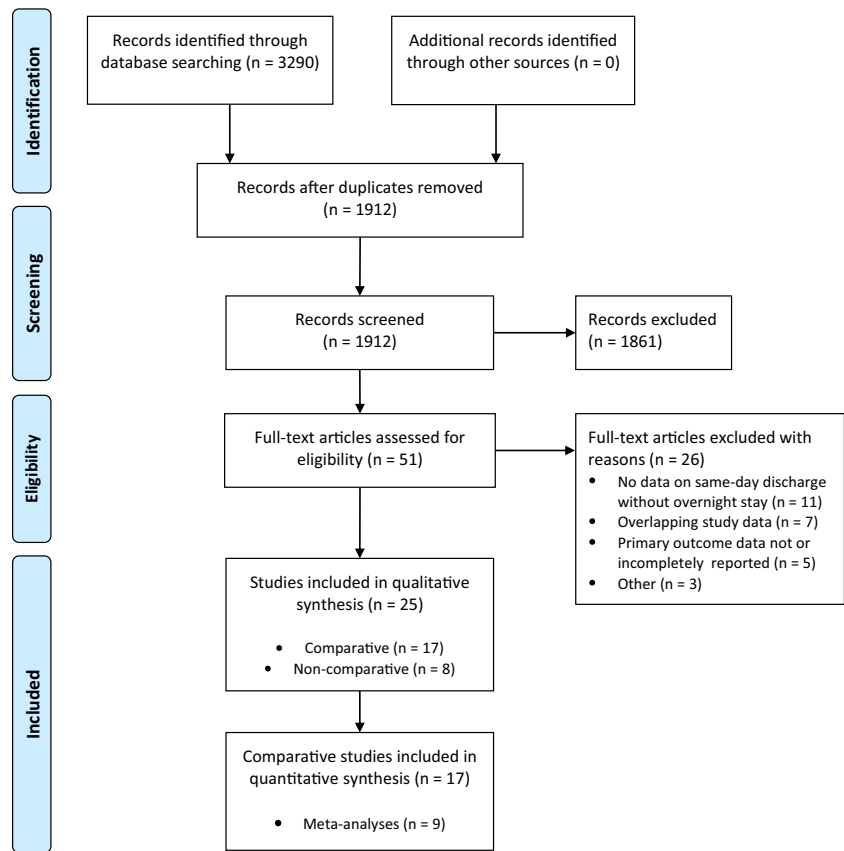 Identification
Records identified through
database searching (n = 3290)
Additional records identified
through other sources (n = 0)
Records after duplicates removed
(n = 1912)
Screening
Records screened
(n = 1912)
Records excluded
(n = 1861)
Eligibility
Full-text articles assessed for
eligibility (n = 51)
Full-text articles excluded with
reasons (n = 26)
• No data on same-day discharge
without overnight stay (n = 11)
• Overlapping study data (n = 7)
• Primary outcome data not or
incompletely reported (n = 5)
• Other (n = 3)
Included
Studies included in qualitative
synthesis (n = 25)
• Comparative (n = 17)
• Non-comparative (n = 8)
Comparative studies included in
quantitative synthesis (n = 17)
• Meta-analyses (n = 9)